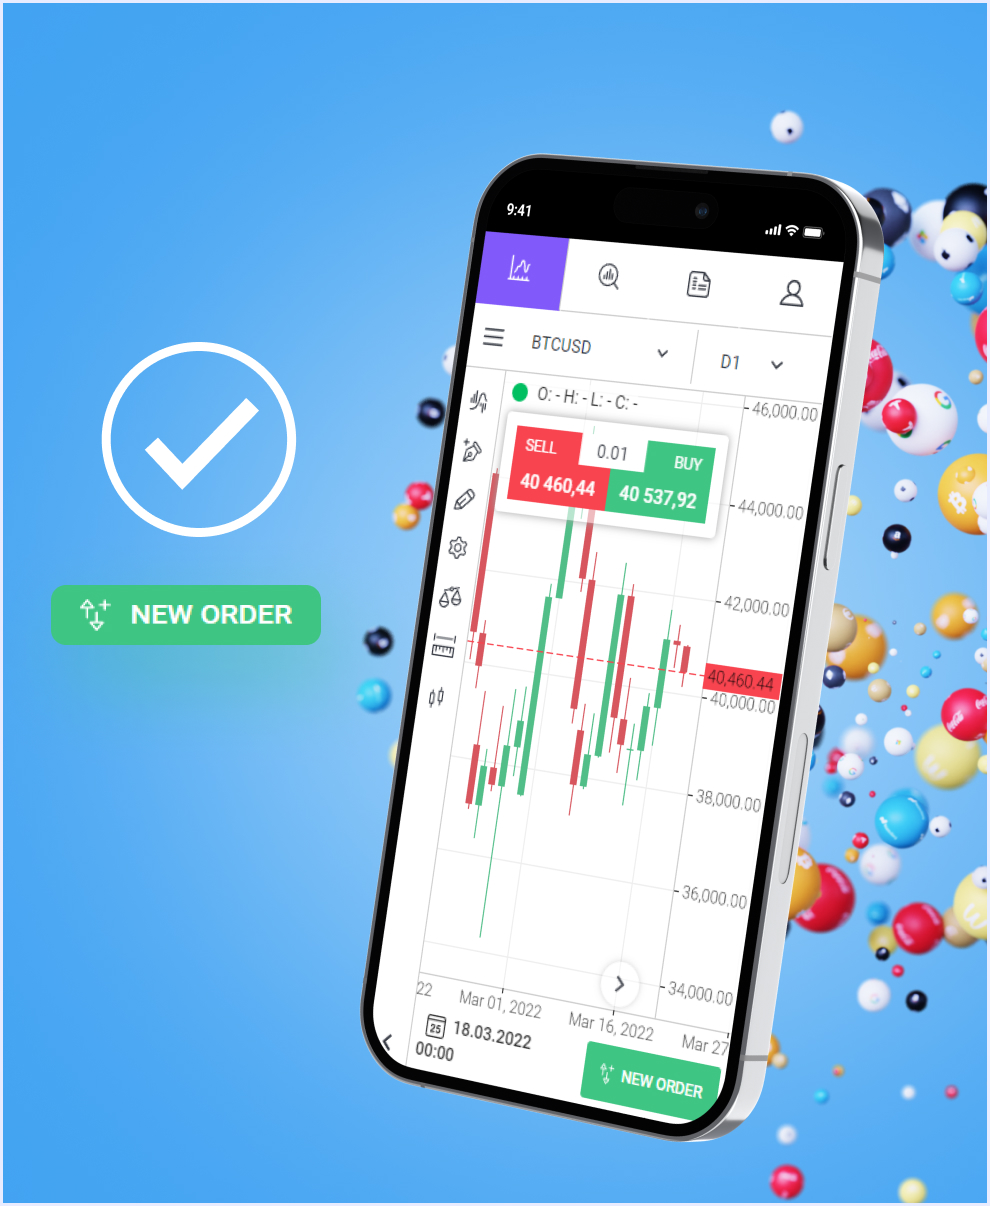 9:41
BTCUSD
D1
O: - H: - L: - C: -
46,000.00
SELL
0.01
BUY
40 460,44
40 537,92
44,000.00
NEW ORDER
42,000.00
40,460.44
40,000.00
38,000.00
36,000.00
34,000.00
22
Mar 01, 2022
Mar 16, 2022
Mar 27
25
18.03.2022
00:00
NEW ORDER
Coca-Cola